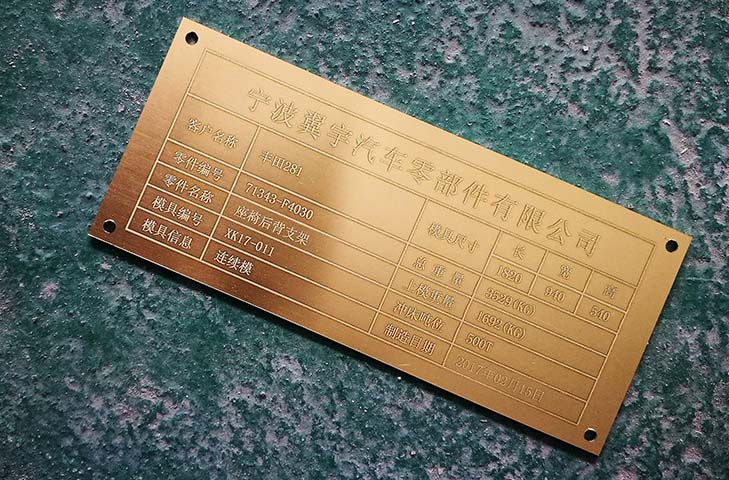 宁波翼宇汽车零部件有限公司
客户名称 丰田281
零件编号 71343-F4030
零件名称 座椅后背支架
模具编号 XK17-011
模具信息 连续模
模具尺寸 长 宽 高
1820 940 540
总重量 3529(KG)
上模重量 1692(KG)
冲床吨位 500T
制造日期 2017年02月15日